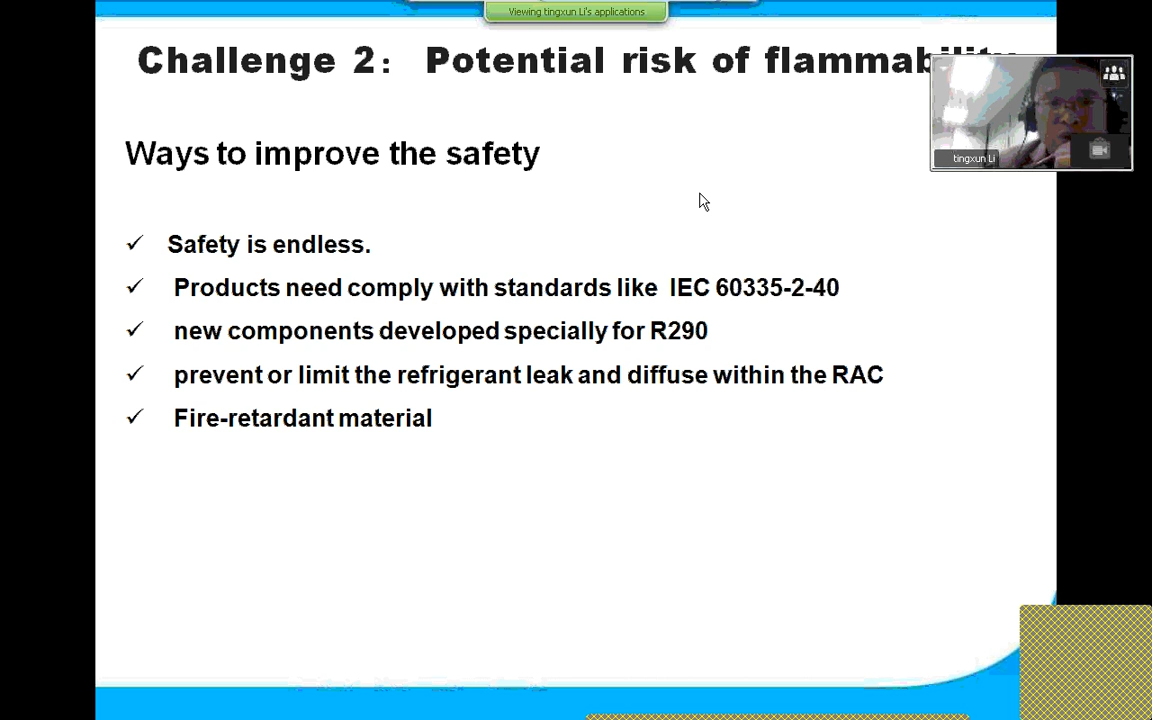 Viewing tingxun Li's applications
Challenge 2： Potential risk of flammability
tingxun Li
Ways to improve the safety
✓ Safety is endless.
✓ Products need comply with standards like IEC 60335-2-40
✓ new components developed specially for R290
✓ prevent or limit the refrigerant leak and diffuse within the RAC
✓ Fire-retardant material